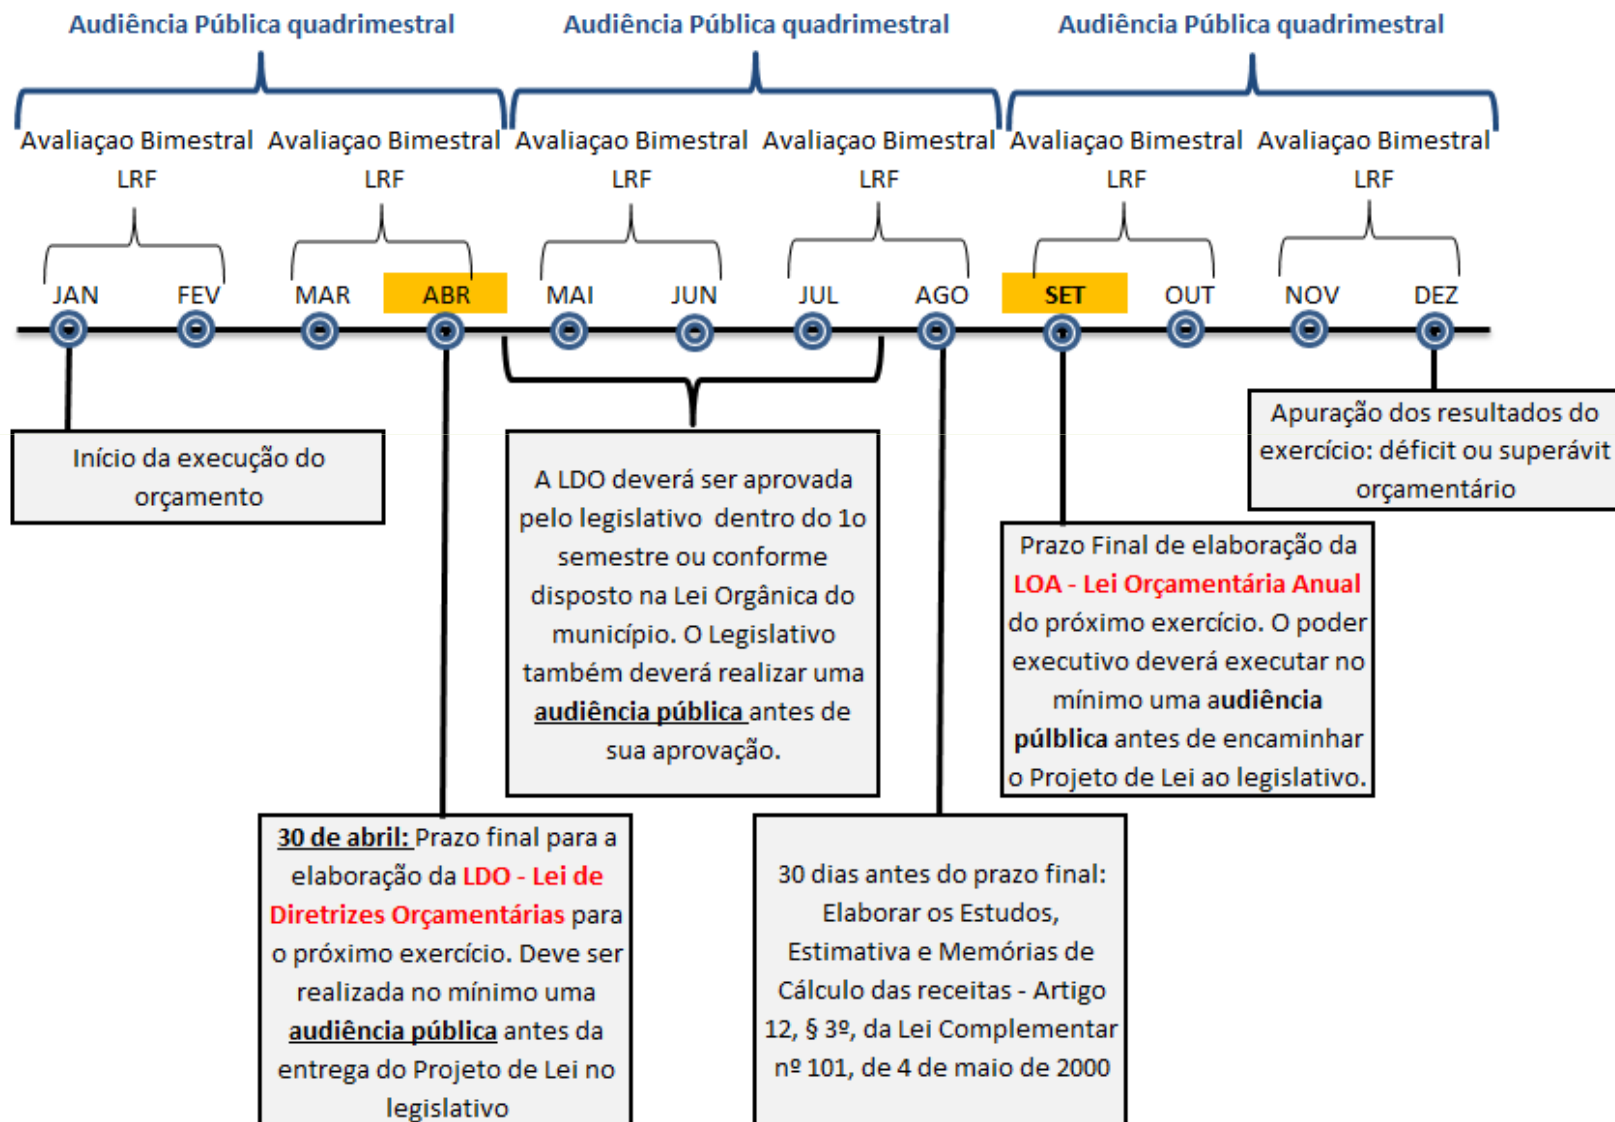 Audiência Pública quadrimestral
Audiência Pública quadrimestral
Audiência Pública quadrimestral
Avaliaçao Bimestral
LRF
Avaliaçao Bimestral
LRF
Avaliaçao Bimestral
LRF
Avaliaçao Bimestral
LRF
Avaliaçao Bimestral
LRF
Avaliaçao Bimestral
LRF
JAN
FEV
MAR
ABR
MAI
JUN
JUL
AGO
SET
OUT
NOV
DEZ
Início da execução do
orçamento
30 de abril: Prazo final para a
elaboração da LDO - Lei de
Diretrizes Orçamentárias para
o próximo exercício. Deve ser
realizada no mínimo uma
audiência pública antes da
entrega do Projeto de Lei no
legislativo
A LDO deverá ser aprovada
pelo legislativo dentro do 1o
semestre ou conforme
disposto na Lei Orgânica do
município. O Legislativo
também deverá realizar uma
audiência pública antes de
sua aprovação.
30 dias antes do prazo final:
Elaborar os Estudos,
Estimativa e Memórias de
Cálculo das receitas - Artigo
12, § 3º, da Lei Complementar
nº 101, de 4 de maio de 2000
Prazo Final de elaboração da
LOA - Lei Orçamentária Anual
do próximo exercício. O poder
executivo deverá executar no
mínimo uma audiência
púlblica antes de encaminhar
o Projeto de Lei ao legislativo.
Apuração dos resultados do
exercício: déficit ou superávit
orçamentário